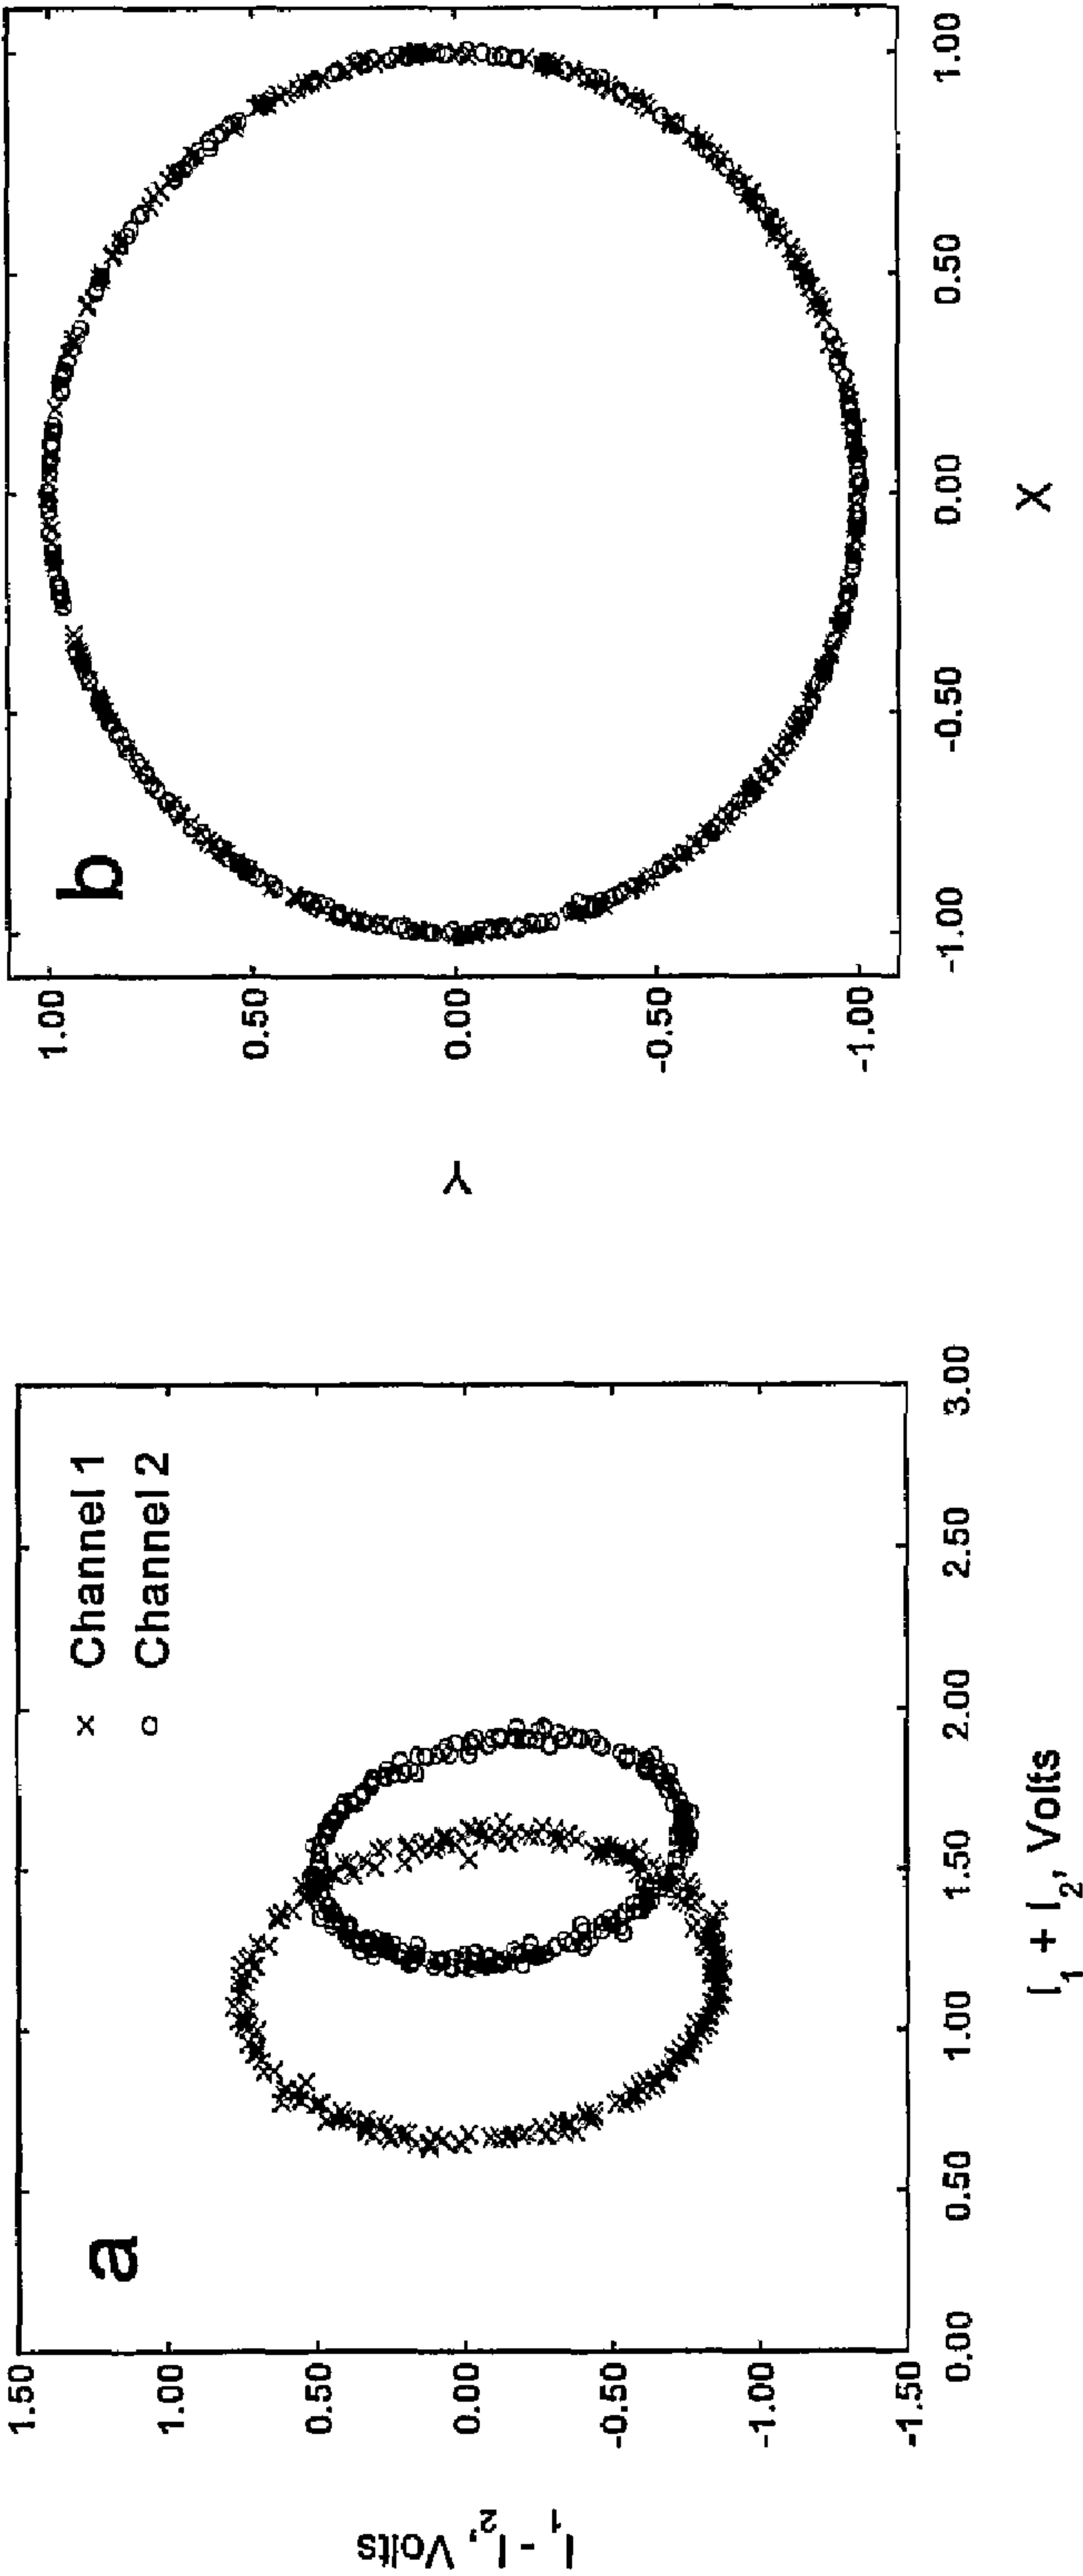 a
× Channel 1
o Channel 2
1.50
1.00
0.50
0.00
-0.50
-1.00
-1.50
0.00 0.50 1.00 1.50 2.00 2.50 3.00
I1 - I2, Volts
I1 + I2, Volts
b
1.00
0.50
0.00
-0.50
-1.00
-1.00 -0.50 0.00 0.50 1.00
Y
X